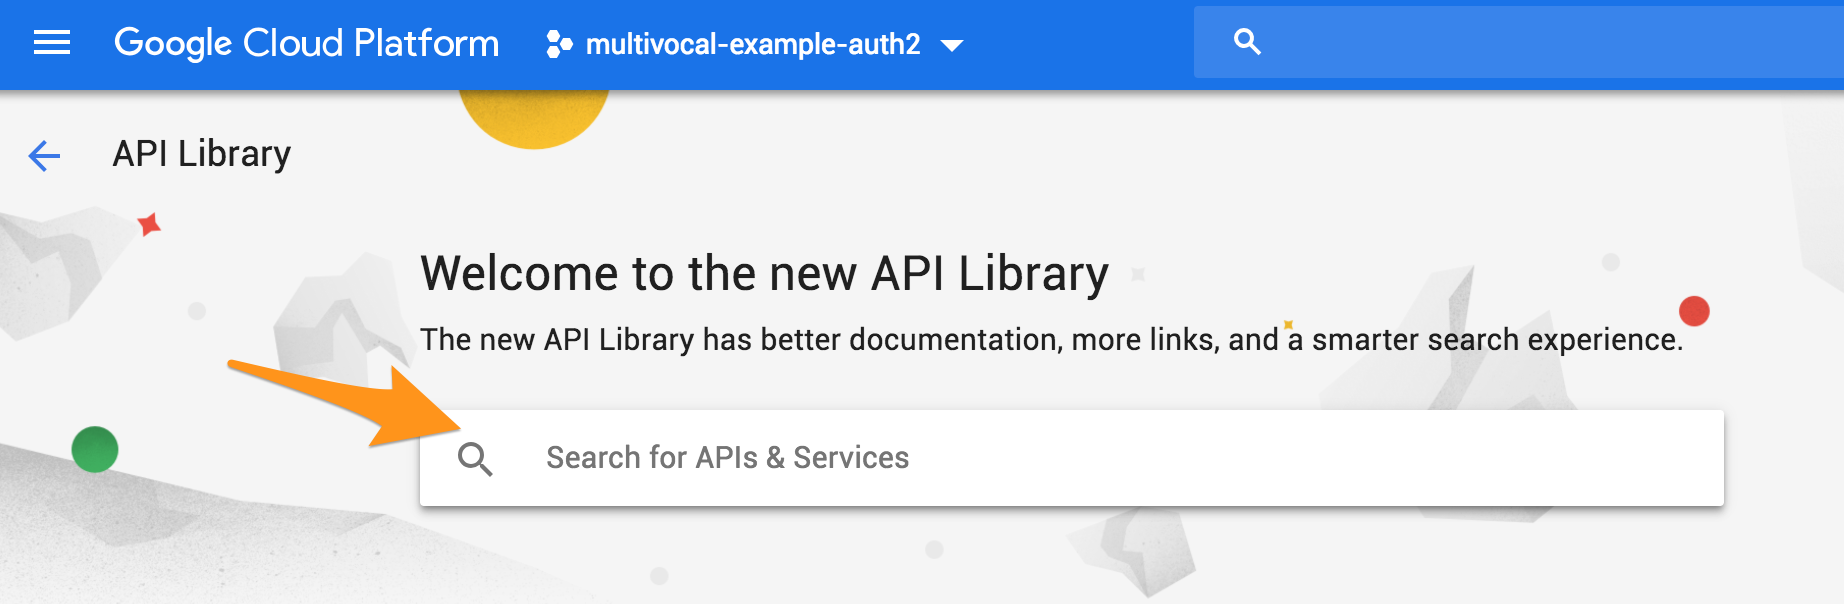 Google Cloud Platform multivocal-example-auth2
API Library
Welcome to the new API Library
The new API Library has better documentation, more links, and a smarter search experience.
Search for APIs & Services